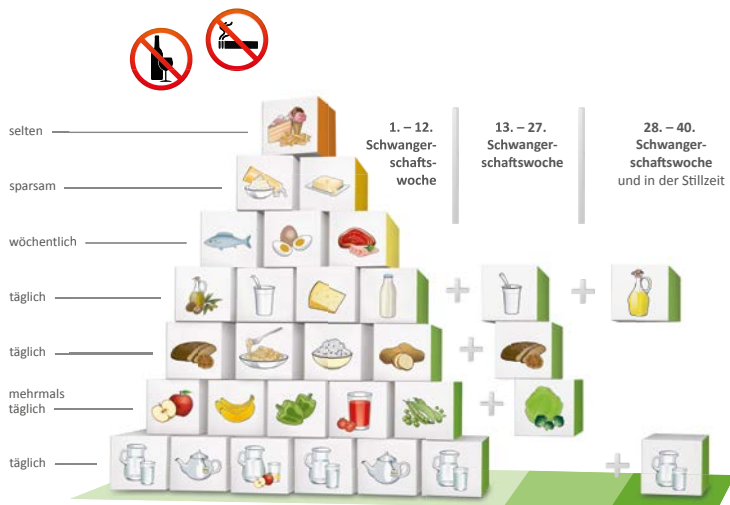 selten
sparsam
wöchentlich
täglich
täglich
mehrmals
täglich
täglich
1. – 12.
Schwanger-
schafts-
woche
13. – 27.
Schwanger-
schaftswoche
28. – 40.
Schwanger-
schaftswoche
und in der Stillzeit